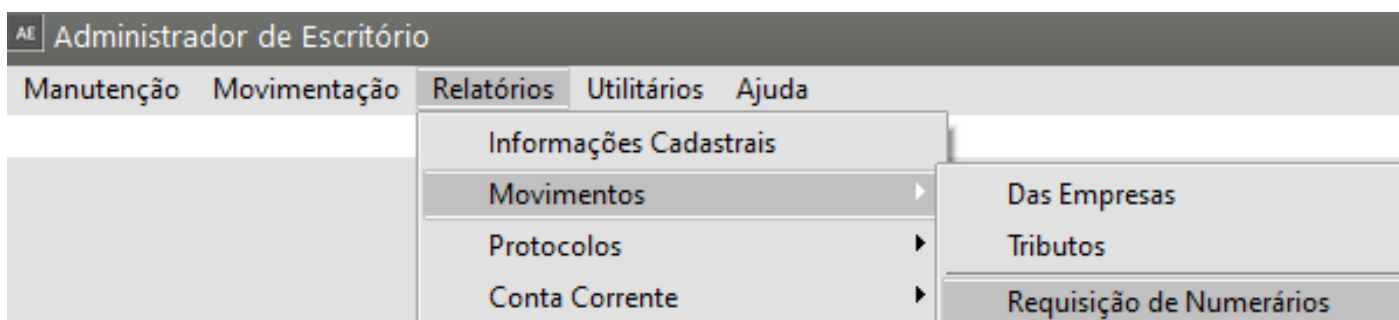 AE Administrador de Escritório
Manutenção Movimentação Relatórios Utilitários Ajuda
Informações Cadastrais
Movimentos
Das Empresas
Protocolos
Tributos
Conta Corrente
Requisição de Numerários